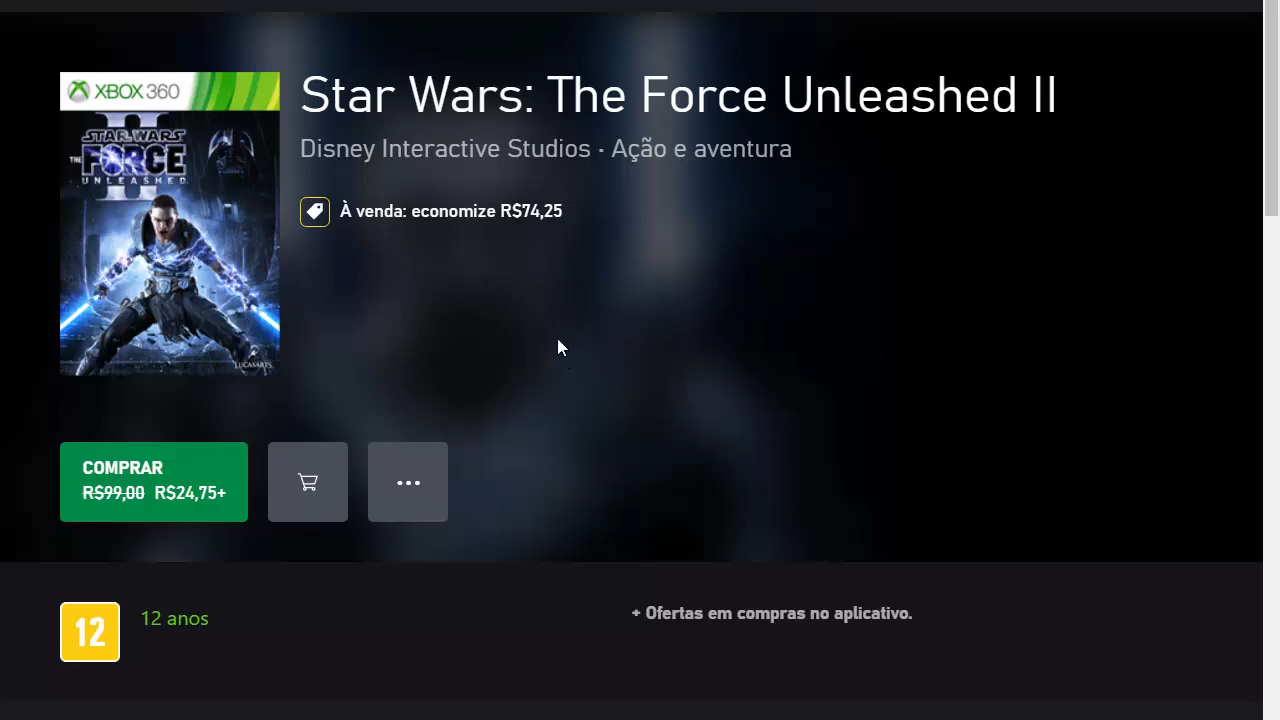 XBOX 360
Star Wars: The Force Unleashed II
Disney Interactive Studios · Ação e aventura
STAR WARS
THE FORCE
UNLEASHED
II
À venda: economize R$74,25
LUCASARTS
COMPRAR
R$99,00 R$24,75+
12
12 anos
+ Ofertas em compras no aplicativo.